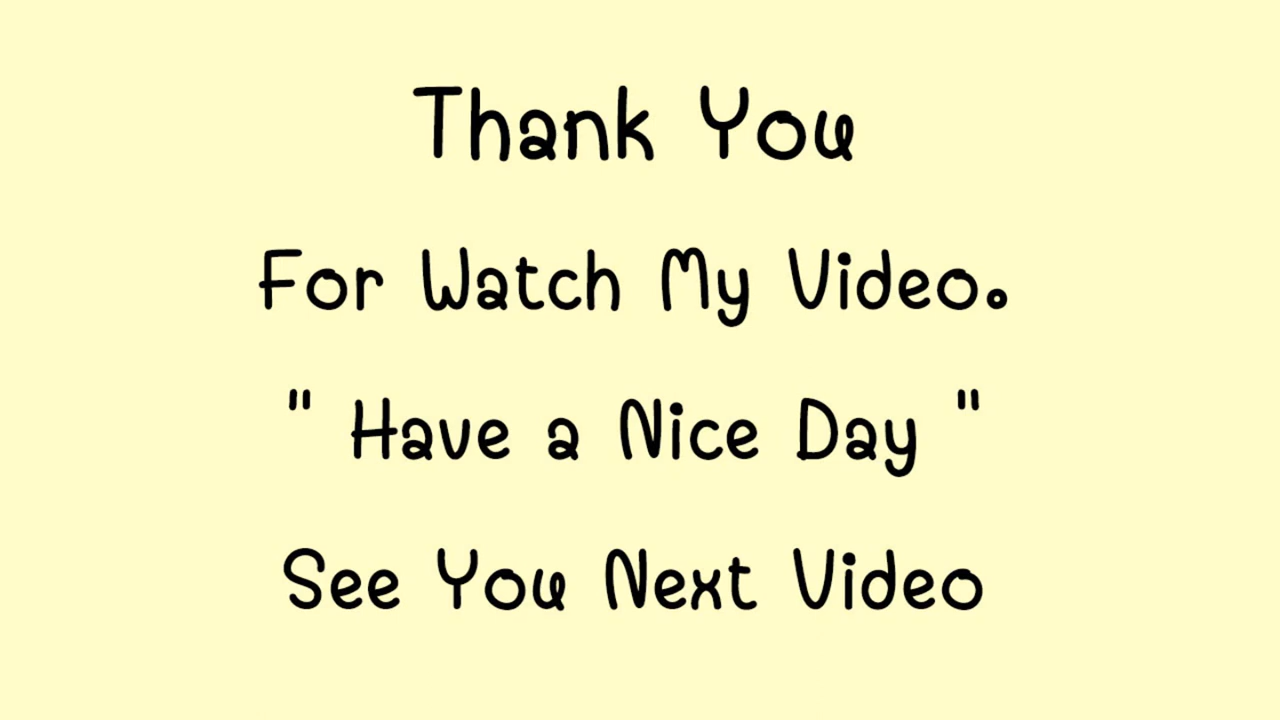 Thank You
For Watch My Video.
" Have a Nice Day "
See You Next Video